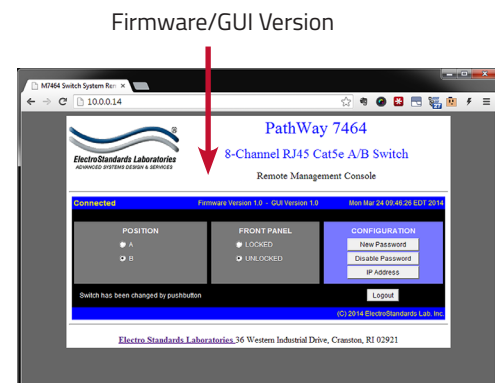 Firmware/GUI Version
M7464 Switch System Ren
10.0.0.14
PathWay 7464
8-Channel RJ45 Cat5e A/B Switch
Remote Management Console
ElectroStandards Laboratories
ADVANCED SYSTEMS DESIGN & SERVICES
Connected Firmware Version 1.0 - GUI Version 1.0 Mon Mar 24 09:46:26 EDT 2014
POSITION FRONT PANEL CONFIGURATION
A LOCKED New Password
B UNLOCKED Disable Password
IP Address
Switch has been changed by pushbutton Logout
(C) 2014 ElectroStandards Lab. Inc.
Electro Standards Laboratories 36 Western Industrial Drive, Cranston, RI 02921